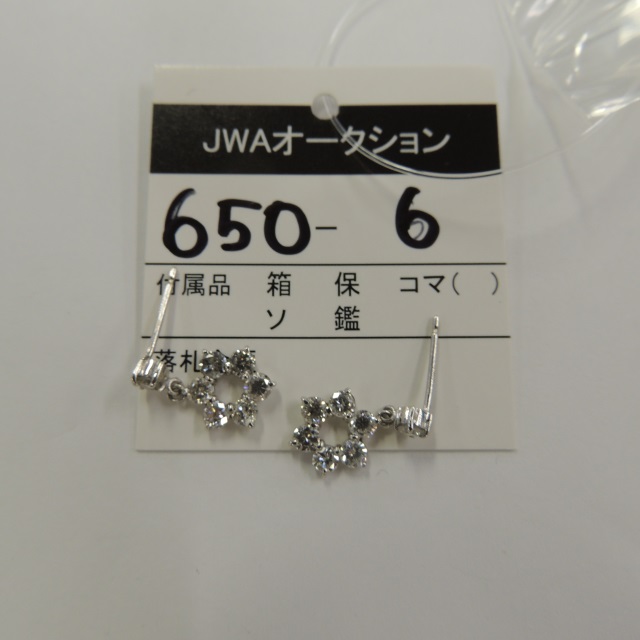 JWAオークション
650- 6
付属品 箱 保 コマ( )
ソ 鑑
落札